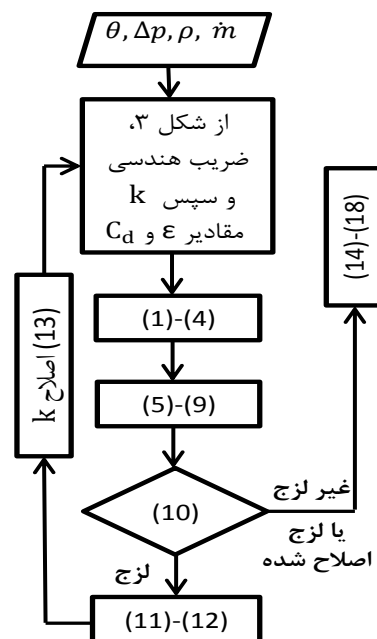 θ, Δp, ρ, ṁ
از شکل ۳،
ضریب هندسی
و سپس k
مقادیر ε و C_d
(1)-(4)
(5)-(9)
(10)
غیر لزج
یا لزج
اصلاح شده
لزج
(11)-(12)
(13) اصلاح k
(14)-(18)